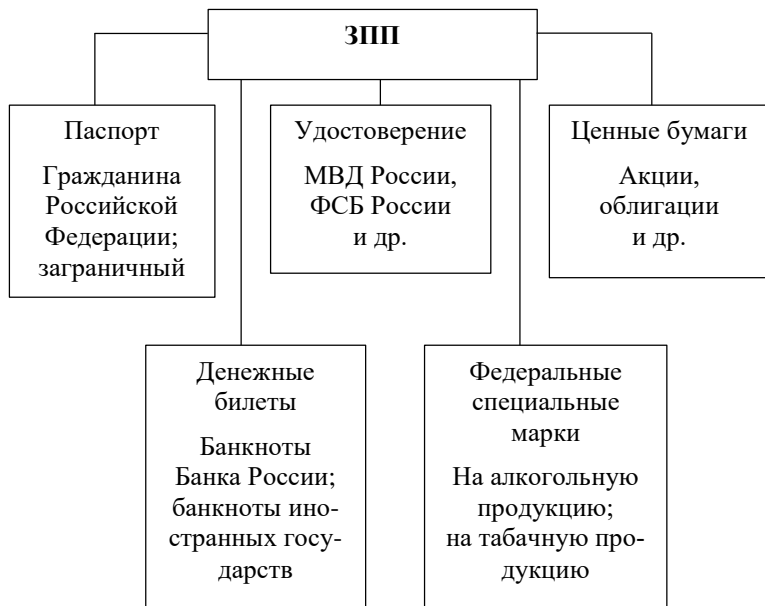 ЗПП
Паспорт
Гражданина
Российской
Федерации;
заграничный
Удостоверение
МВД России,
ФСБ России
и др.
Ценные бумаги
Акции,
облигации
и др.
Денежные
билеты
Банкноты
Банка России;
банкноты ино-
странных госу-
дарств
Федеральные
специальные
марки
На алкогольную
продукцию;
на табачную про-
дукцию